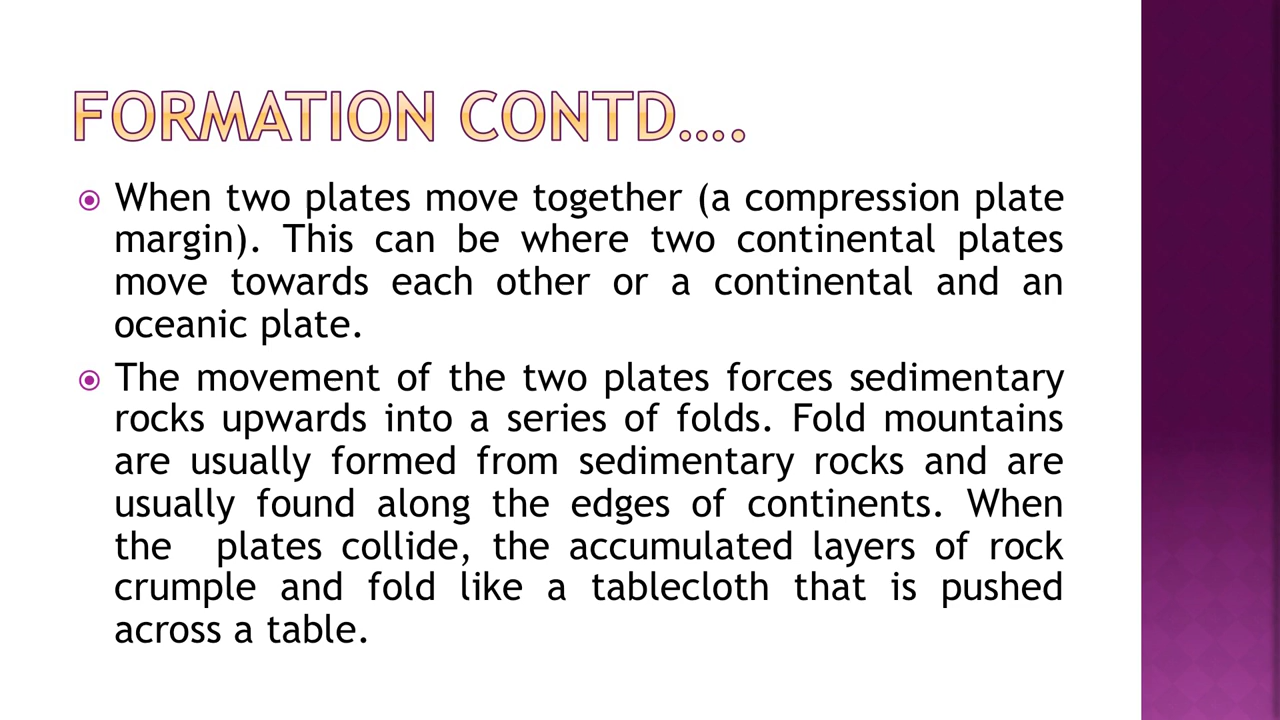 FORMATION CONTD....
When two plates move together (a compression plate
margin). This can be where two continental plates
move towards each other or a continental and an
oceanic plate.
The movement of the two plates forces sedimentary
rocks upwards into a series of folds. Fold mountains
are usually formed from sedimentary rocks and are
usually found along the edges of continents. When
the plates collide, the accumulated layers of rock
crumple and fold like a tablecloth that is pushed
across a table.